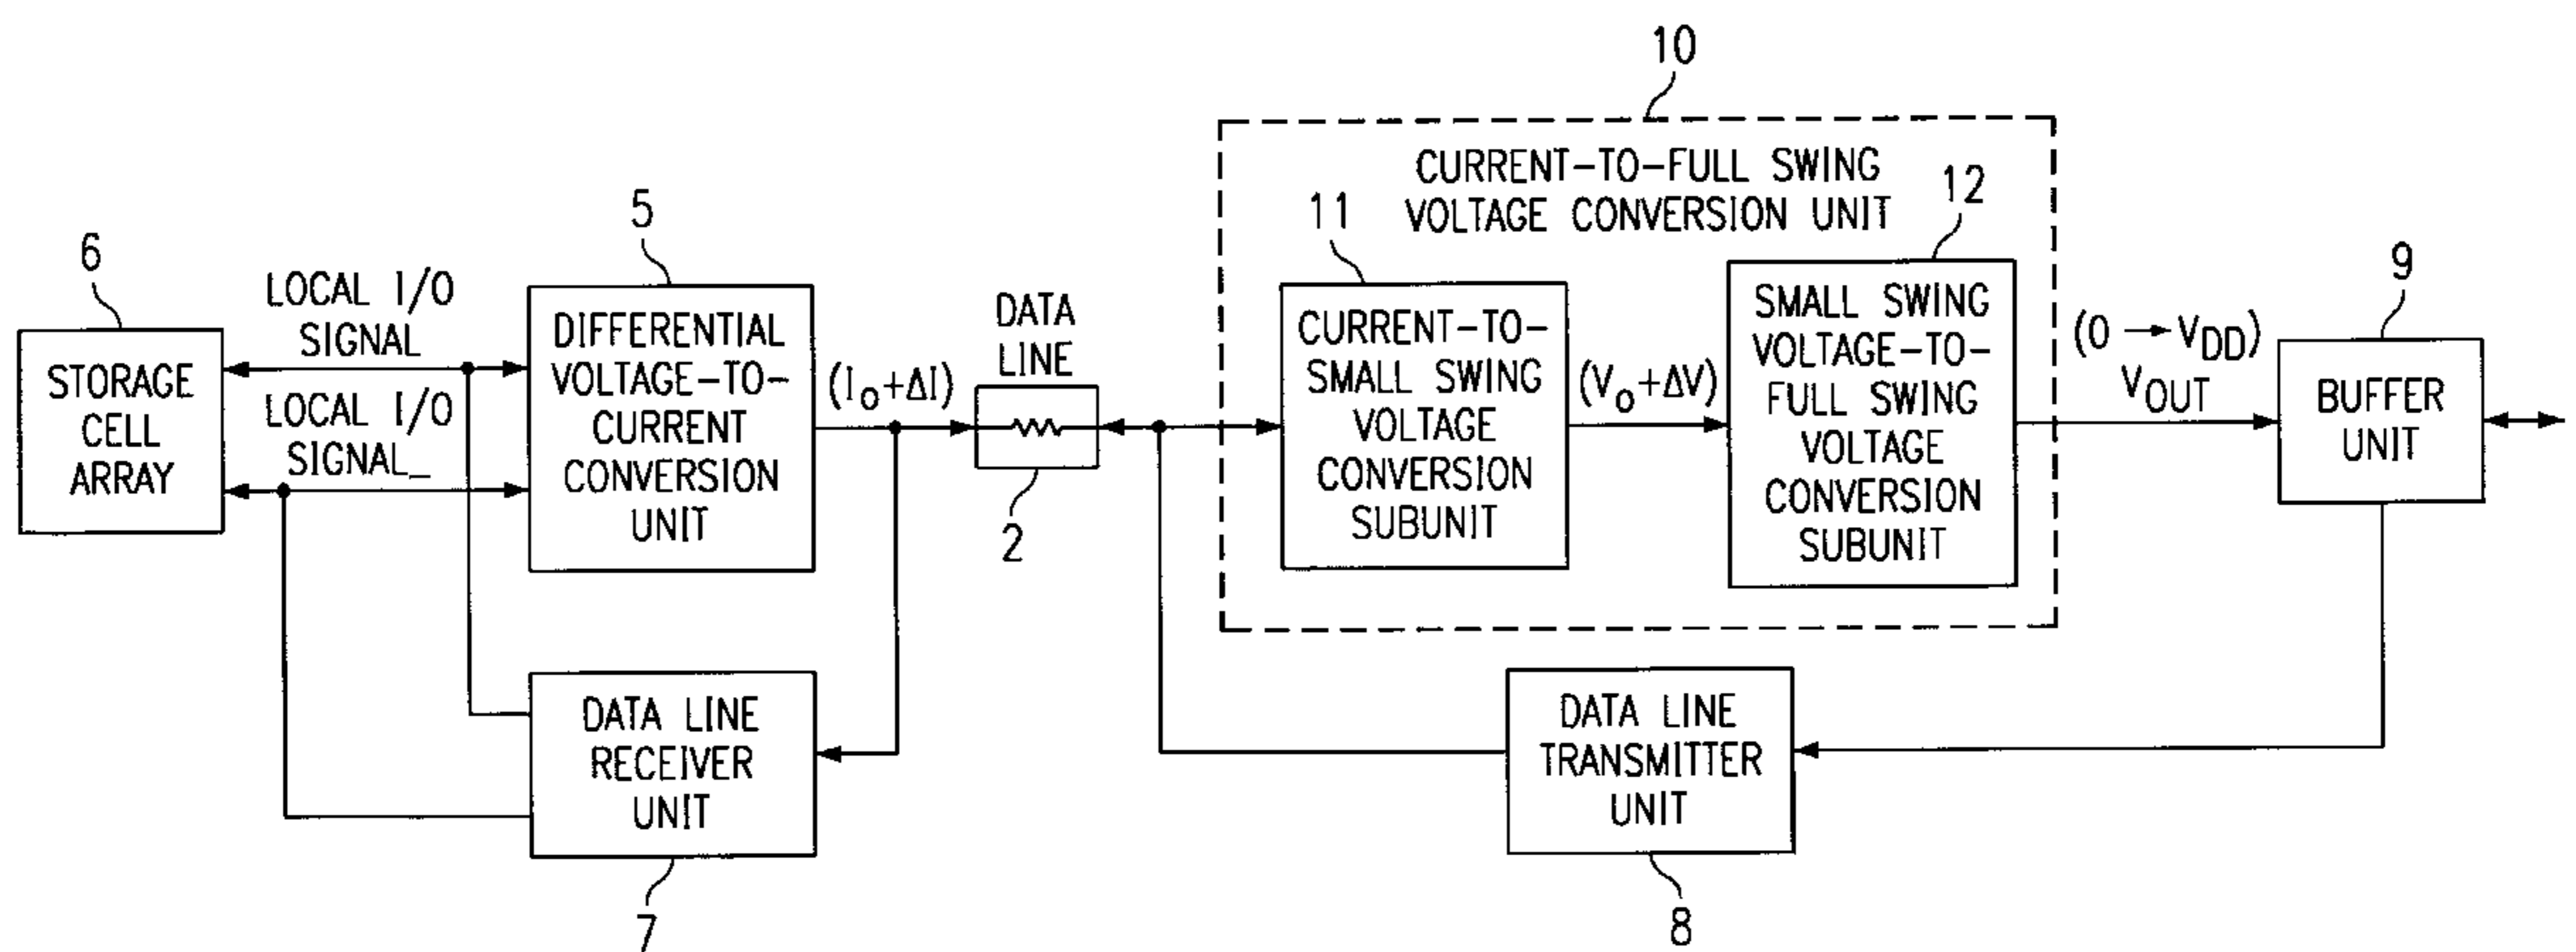 10
CURRENT-TO-FULL SWING
VOLTAGE CONVERSION UNIT
6
STORAGE
CELL
ARRAY
LOCAL I/O
SIGNAL
LOCAL I/O
SIGNAL_
5
DIFFERENTIAL
VOLTAGE-TO-
CURRENT
CONVERSION
UNIT
(I₀+ΔI)
DATA
LINE
2
11
CURRENT-TO-
SMALL SWING
VOLTAGE
CONVERSION
SUBUNIT
(V₀+ΔV)
12
SMALL SWING
VOLTAGE-TO-
FULL SWING
VOLTAGE
CONVERSION
SUBUNIT
(0 → VDD)
VOUT
9
BUFFER
UNIT
DATA LINE
RECEIVER
UNIT
7
DATA LINE
TRANSMITTER
UNIT
8